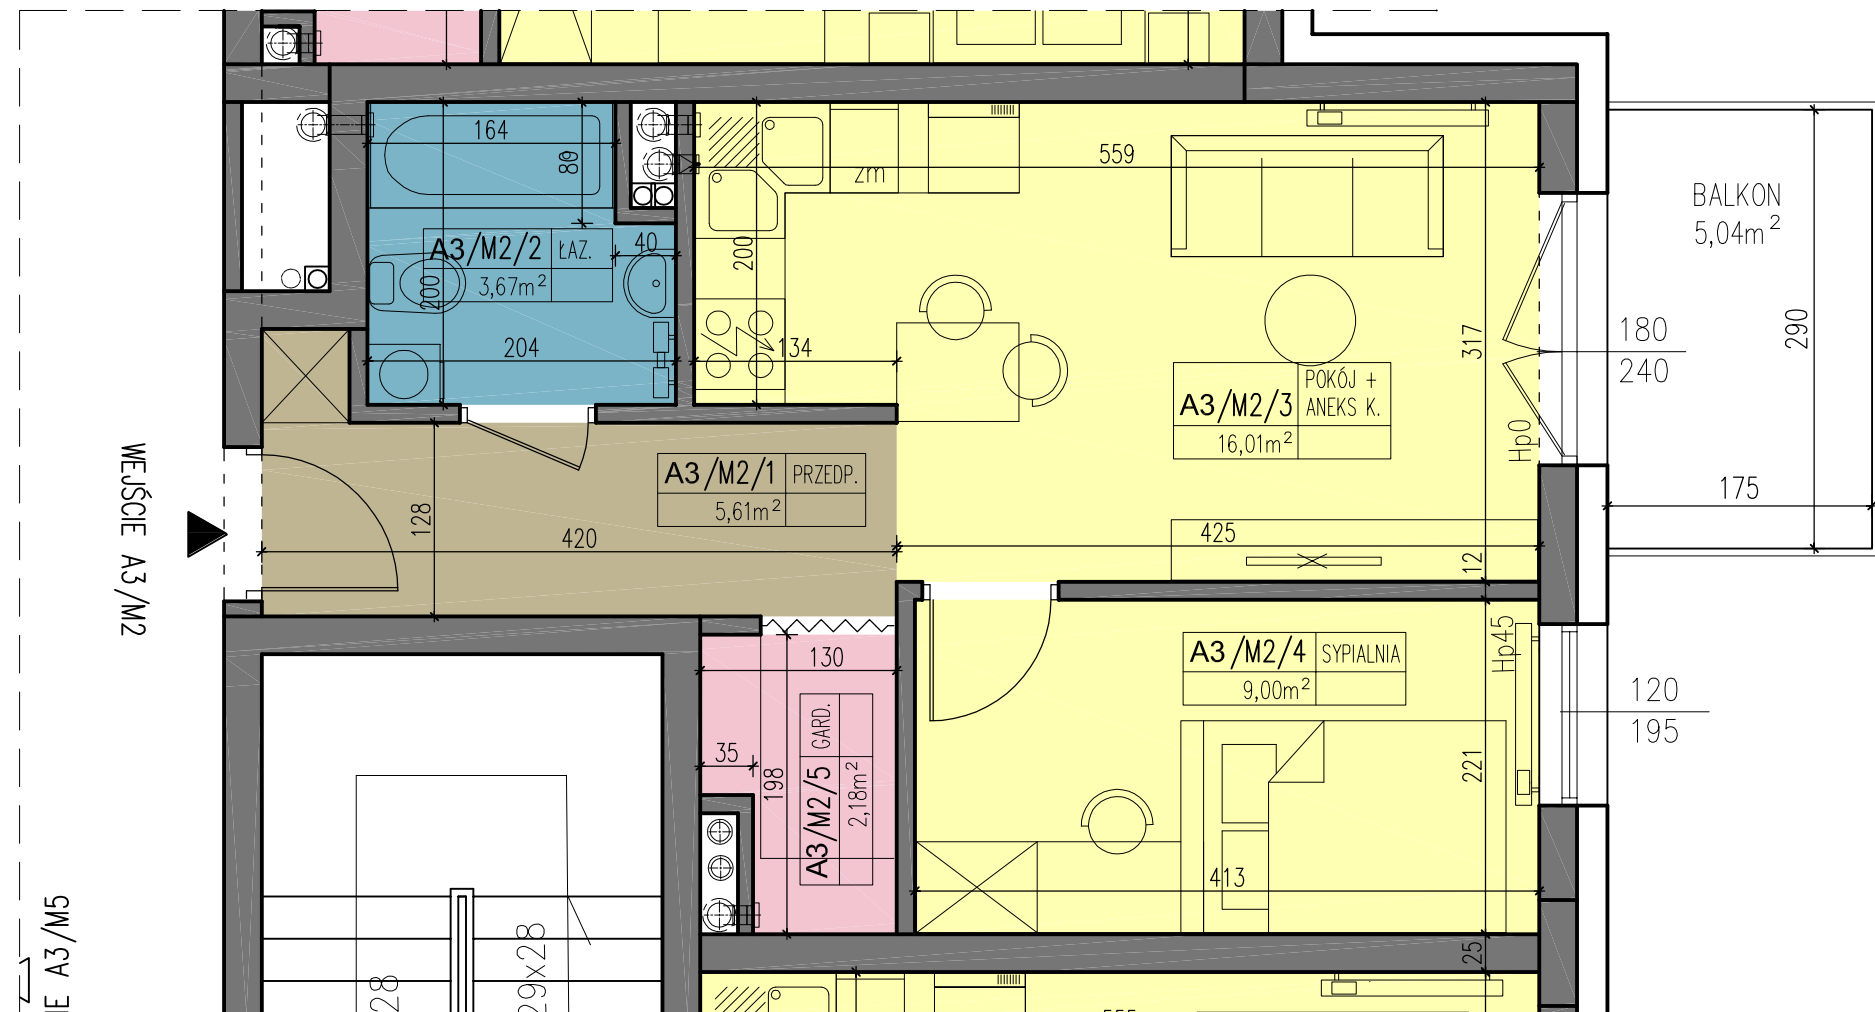 164
89
559
zm
BALKON
5,04m²
A3/M2/2 ŁAZ.
3,67m²
40
200
200
204
134
317
290
180
240
POKÓJ +
A3/M2/3 ANEKS K.
16,01m²
Hp0
WEJŚCIE A3/M2
A3/M2/1 PRZEDP.
5,61m²
128
420
425
12
175
130
A3/M2/4 SYPIALNIA
9,00m²
Hp45
120
195
35
198
A3/M2/5 GARD.
2,18m²
221
413
25
IE A3/M5
28
29x28